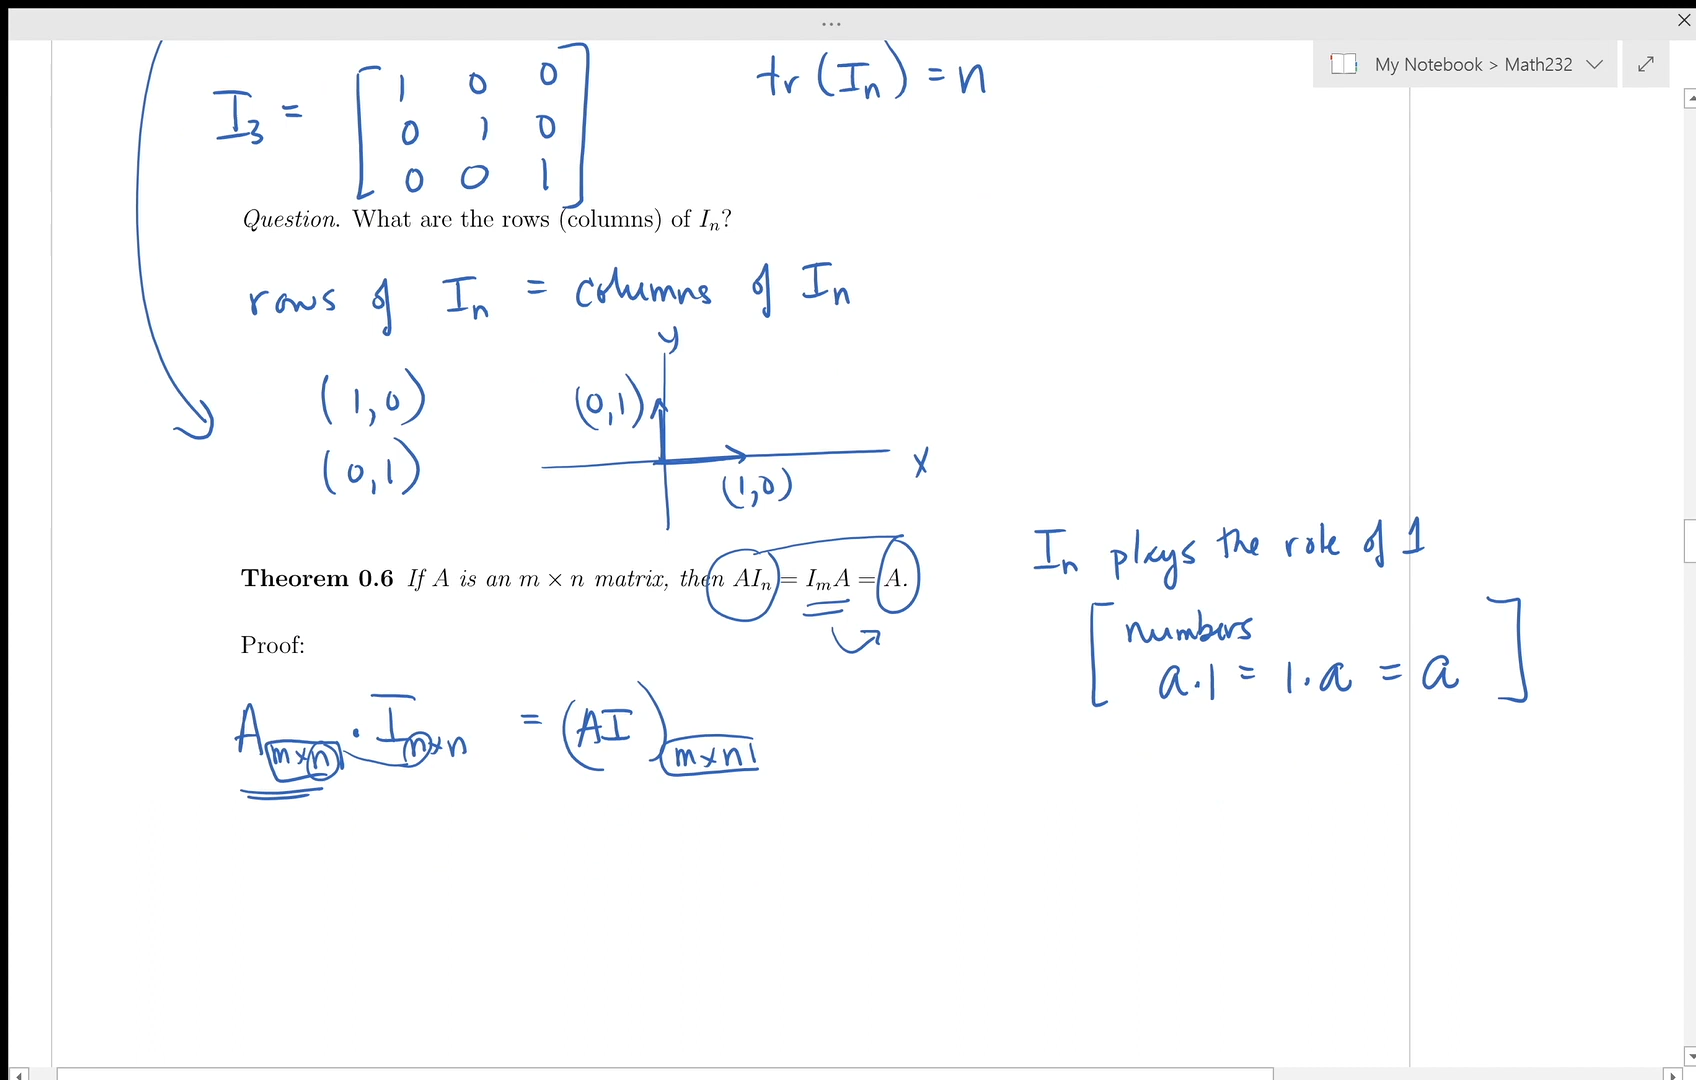 My Notebook > Math232
I₃ = [ 1 0 0
0 1 0
0 0 1 ]
tr (Iₙ) = n
Question. What are the rows (columns) of Iₙ?
rows of Iₙ = columns of Iₙ
y
(1,0)
(0,1)
(0,1)
x
(1,0)
Theorem 0.6 If A is an m × n matrix, then AIₙ = IₘA = A.
Iₙ plays the role of 1
[ numbers
a·1 = 1·a = a ]
Proof:
A m×n · I n×n = (AI) m×n